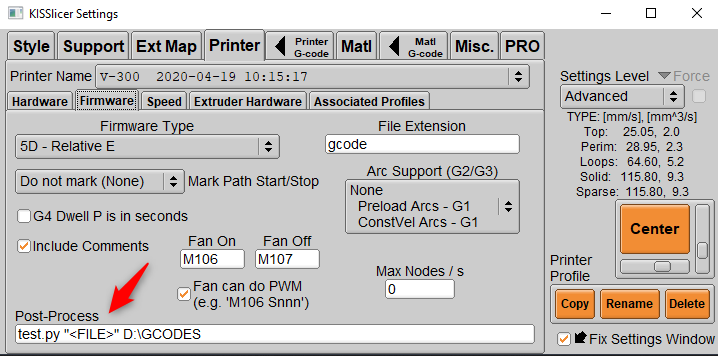 KISSlicer Settings
Style Support Ext Map Printer Printer G-code Matl Matl G-code Misc. PRO
Printer Name V-300 2020-04-19 10:15:17
Hardware Firmware Speed Extruder Hardware Associated Profiles
Firmware Type
5D - Relative E
File Extension
gcode
Do not mark (None) Mark Path Start/Stop
Arc Support (G2/G3)
None
Preload Arcs - G1
ConstVel Arcs - G1
G4 Dwell P is in seconds
Include Comments
Fan On Fan Off
M106 M107
Fan can do PWM
(e.g. 'M106 Snnn')
Max Nodes / s
0
Post-Process
test.py "<FILE>" D:\GCODES
Settings Level Force
Advanced
TYPE: [mm/s], [mm^3/s]
Top: 25.05, 2.0
Perim: 28.95, 2.3
Loops: 64.60, 5.2
Solid: 115.80, 9.3
Sparse: 115.80, 9.3
Center
Printer
Profile
Copy Rename Delete
Fix Settings Window